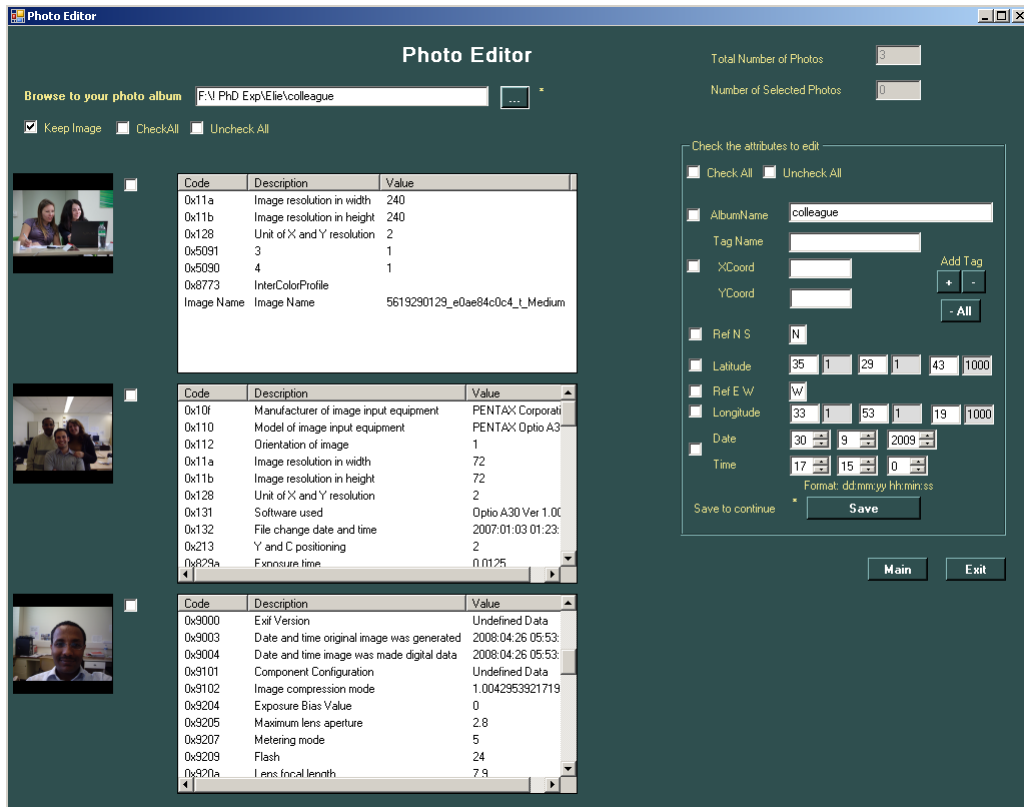 Photo Editor
Photo Editor
Total Number of Photos 3
Browse to your photo album F:\! PhD Exp\Elie\colleague ... *
Number of Selected Photos 0
Keep Image CheckAll Uncheck All
Check the attributes to edit
Check All Uncheck All
AlbumName colleague
Tag Name
XCoord
YCoord
Add Tag
+ -
- All
Ref N S N
Latitude 35 1 29 1 43 1000
Ref E W W
Longitude 33 1 53 1 19 1000
Date 30 9 2009
Time 17 15 0
Format: dd:mm:yy hh:min:ss
Save to continue * Save
Main Exit
Code Description Value
0x11a Image resolution in width 240
0x11b Image resolution in height 240
0x128 Unit of X and Y resolution 2
0x5091 3 1
0x5090 4 1
0x8773 InterColorProfile
Image Name Image Name 5619290129_e0ae84c0c4_t_Medium
Code Description Value
0x10f Manufacturer of image input equipment PENTAX Corporati
0x110 Model of image input equipment PENTAX Optio A3
0x112 Orientation of image 1
0x11a Image resolution in width 72
0x11b Image resolution in height 72
0x128 Unit of X and Y resolution 2
0x131 Software used Optio A30 Ver 1.00
0x132 File change date and time 2007:01:03 01:23:
0x213 Y and C positioning 2
0x829a Exposure time 0.0125
Code Description Value
0x9000 Exif Version Undefined Data
0x9003 Date and time original image was generated 2008:04:26 05:53:
0x9004 Date and time image was made digital data 2008:04:26 05:53:
0x9101 Component Configuration Undefined Data
0x9102 Image compression mode 1.0042953921719
0x9204 Exposure Bias Value 0
0x9205 Maximum lens aperture 2.8
0x9207 Metering mode 5
0x9209 Flash 24
0x920a Lens focal length 7.9